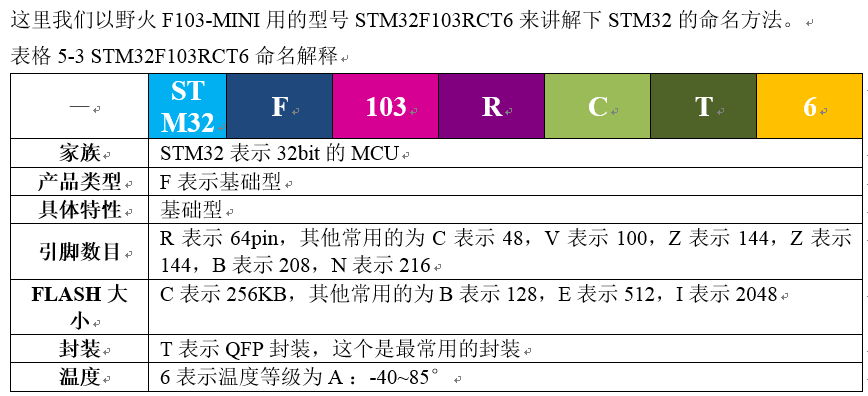 这里我们以野火 F103-MINI 用的型号 STM32F103RCT6 来讲解下 STM32 的命名方法。
表格 5-3 STM32F103RCT6 命名解释
— ST M32 F 103 R C T 6
家族 STM32 表示 32bit 的 MCU
产品类型 F 表示基础型
具体特性 基础型
引脚数目 R 表示 64pin，其他常用的为 C 表示 48，V 表示 100，Z 表示 144，Z 表示
144，B 表示 208，N 表示 216
FLASH 大
小 C 表示 256KB，其他常用的为 B 表示 128，E 表示 512，I 表示 2048
封装 T 表示 QFP 封装，这个是最常用的封装
温度 6 表示温度等级为 A ：-40~85°